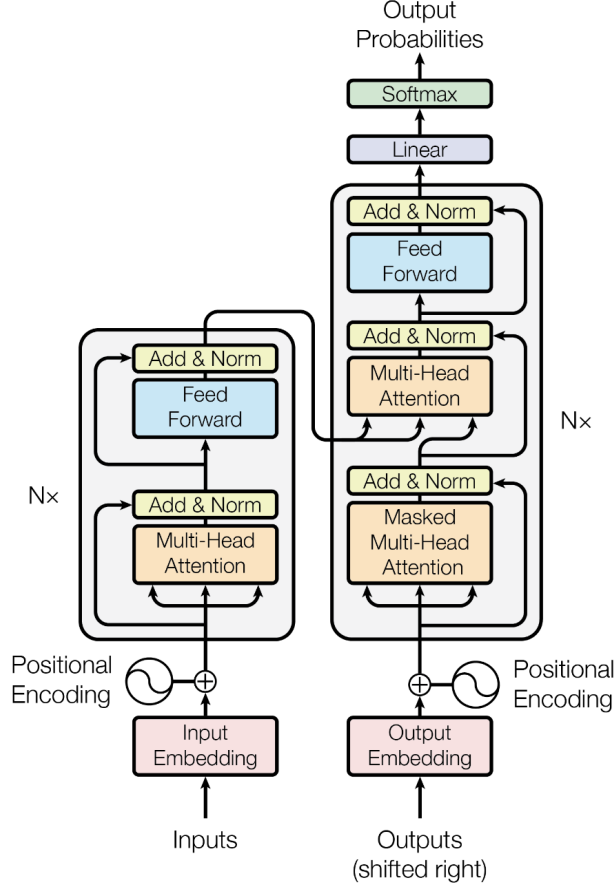 Output
Probabilities
Softmax
Linear
Add & Norm
Feed
Forward
Add & Norm
Multi-Head
Attention
Add & Norm
Masked
Multi-Head
Attention
Nx
Add & Norm
Feed
Forward
Add & Norm
Multi-Head
Attention
Nx
Positional
Encoding
Positional
Encoding
Input
Embedding
Output
Embedding
Inputs
Outputs
(shifted right)